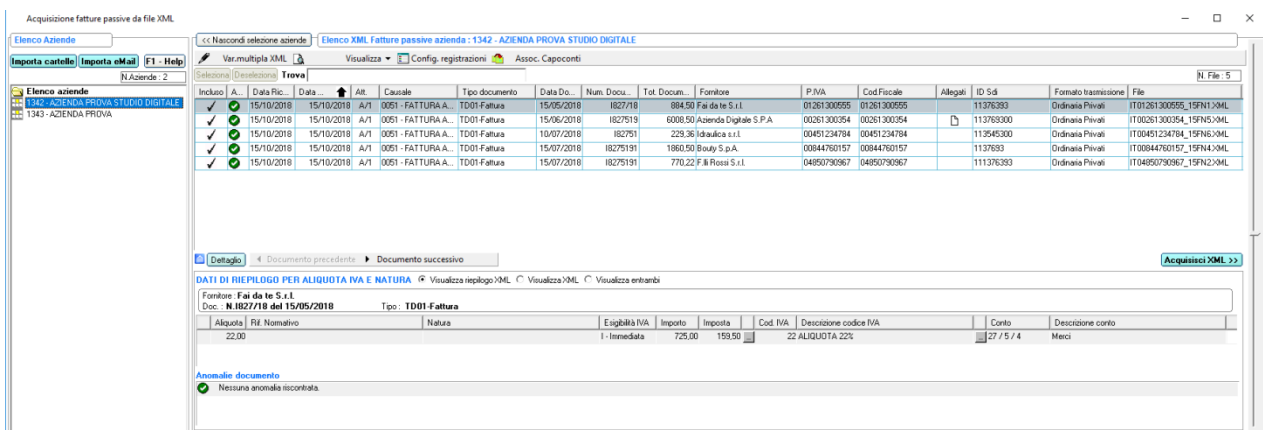 Acquisizione fatture passive da file XML
Elenco Aziende
<< Nascondi selezione aziende
Elenco XML Fatture passive azienda : 1342 - AZIENDA PROVA STUDIO DIGITALE
Importa cartelle Importa eMail F1 - Help
Var.multipla XML Visualizza Config. registrazioni Assoc. Capoconti
N.Aziende : 2
Seleziona Deseleziona Trova N. File : 5
Elenco aziende
1342 - AZIENDA PROVA STUDIO DIGITALE
1343 - AZIENDA PROVA
Incluso A... Data Ric... Data ... Att. Causale Tipo documento Data Do... Num. Docu... Tot. Docum... Fornitore P.IVA Cod.Fiscale Allegati ID Sdi Formato trasmissione File
15/10/2018 15/10/2018 A/1 0051 - FATTURA A... TD01-Fattura 15/05/2018 I827/18 884,50 Fai da te S.r.l. 01261300555 01261300555 11376393 Ordinaria Privati IT01261300555_15FN1.XML
15/10/2018 15/10/2018 A/1 0051 - FATTURA A... TD01-Fattura 15/06/2018 I827519 6008,50 Azienda Digitale S.P.A 00261300354 00261300354 113769300 Ordinaria Privati IT00261300354_15FN5.XML
15/10/2018 15/10/2018 A/1 0051 - FATTURA A... TD01-Fattura 10/07/2018 I82751 229,36 Idraulica s.r.l. 00451234784 00451234784 113545300 Ordinaria Privati IT00451234784_15FN6.XML
15/10/2018 15/10/2018 A/1 0051 - FATTURA A... TD01-Fattura 15/07/2018 I8275191 1860,50 Bouty S.p.A. 00844760157 00844760157 1137693 Ordinaria Privati IT00844760157_15FN4.XML
15/10/2018 15/10/2018 A/1 0051 - FATTURA A... TD01-Fattura 15/07/2018 I8275191 770,22 F.lli Rossi S.r.l. 04850790967 04850790967 111376393 Ordinaria Privati IT04850790967_15FN2.XML
Dettaglio Documento precedente Documento successivo Acquisisci XML >>
DATI DI RIEPILOGO PER ALIQUOTA IVA E NATURA Visualizza riepilogo XML Visualizza XML Visualizza entrambi
Fornitore : Fai da te S.r.l.
Doc. : N.I827/18 del 15/05/2018 Tipo : TD01-Fattura
Aliquota Rif. Normativo Natura Esigibilità IVA Importo Imposta Cod. IVA Descrizione codice IVA Conto Descrizione conto
22,00 I - Immediata 725,00 159,50 ... 22 ALIQUOTA 22% ... 27 / 5 / 4 Merci
Anomalie documento
Nessuna anomalia riscontrata.